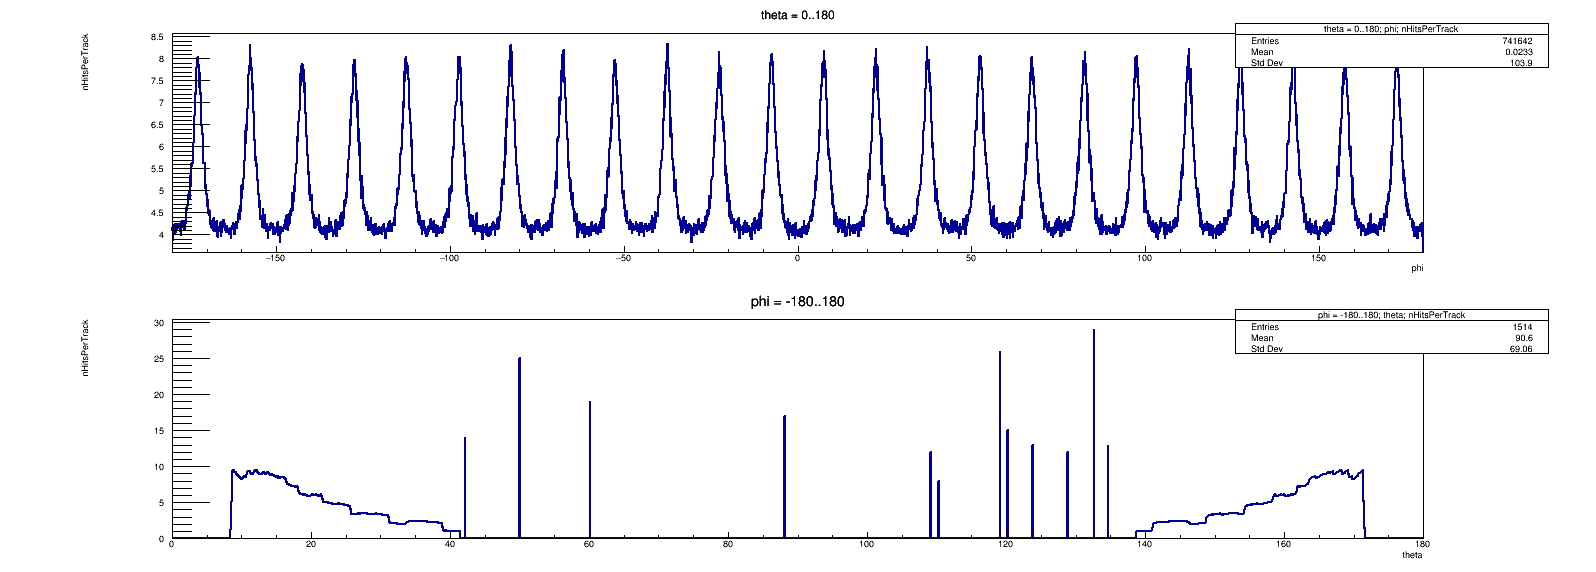 theta = 0..180
nHitsPerTrack
8.5
8
7.5
7
6.5
6
5.5
5
4.5
4
theta = 0..180; phi; nHitsPerTrack
Entries 741642
Mean 0.0233
Std Dev 103.9
−150 −100 −50 0 50 100 150
phi
phi = -180..180
nHitsPerTrack
30
25
20
15
10
5
0
phi = -180..180; theta; nHitsPerTrack
Entries 1514
Mean 90.6
Std Dev 69.06
0 20 40 60 80 100 120 140 160 180
theta